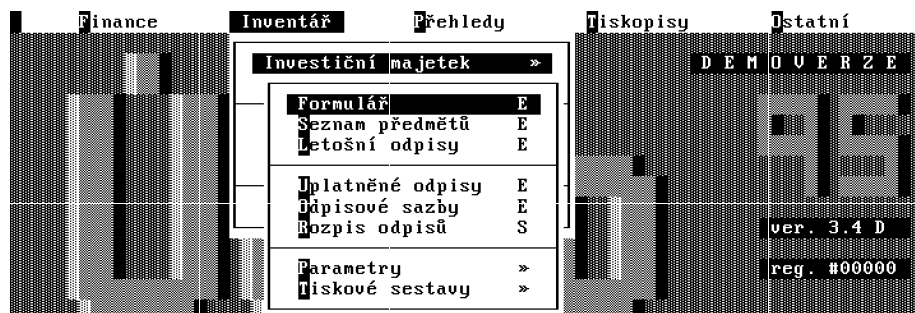 Finance Inventář Přehledy Tiskopisy Ostatní
Investiční majetek »
D E M O V E R Z E
Formulář E
Seznam předmětů E
Letošní odpisy E
Uplatněné odpisy E
Odpisové sazby E
Rozpis odpisů S
ver. 3.4 D
Parametry »
reg. #00000
Tiskové sestavy »
95